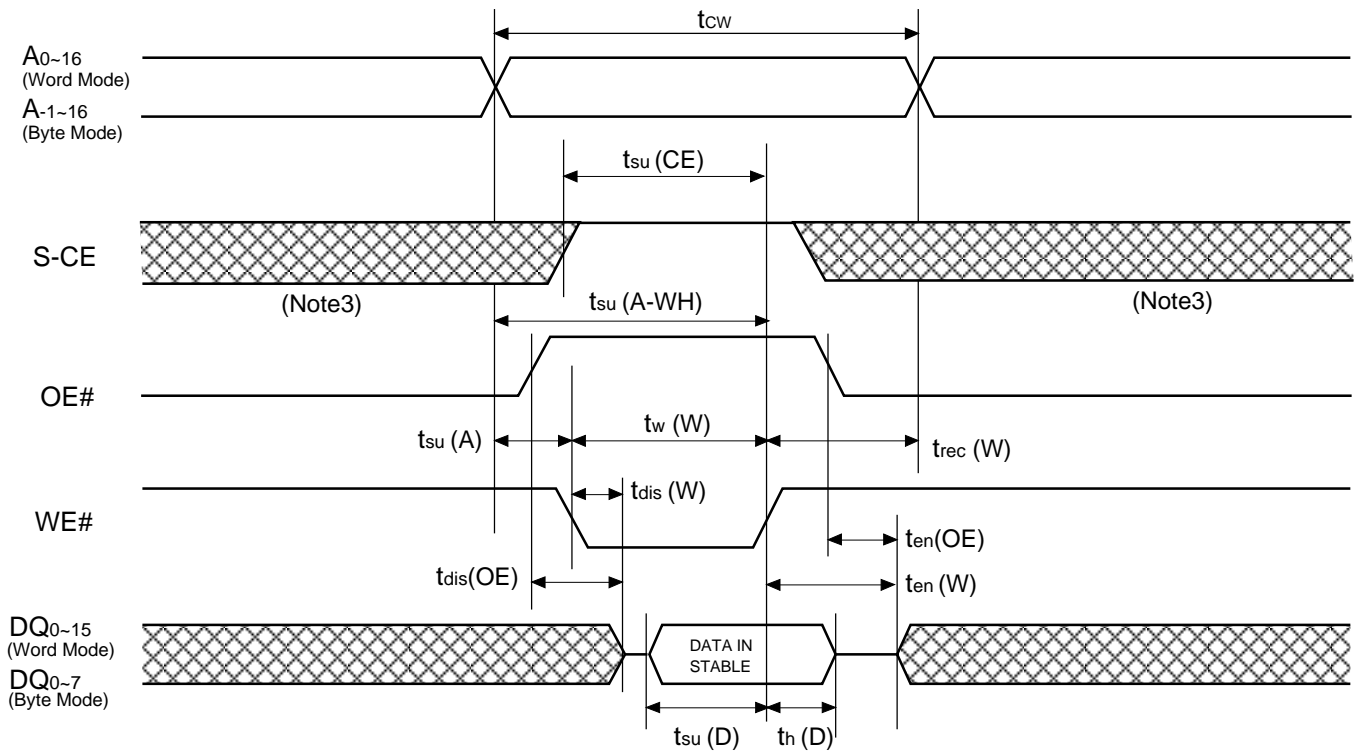 tCW
A0~16
(Word Mode)
A-1~16
(Byte Mode)
tsu (CE)
S-CE
(Note3)
(Note3)
tsu (A-WH)
OE#
tsu (A)
tw (W)
trec (W)
tdis (W)
WE#
ten(OE)
tdis(OE)
ten (W)
DQ0~15
(Word Mode)
DATA IN
STABLE
DQ0~7
(Byte Mode)
tsu (D)
th (D)